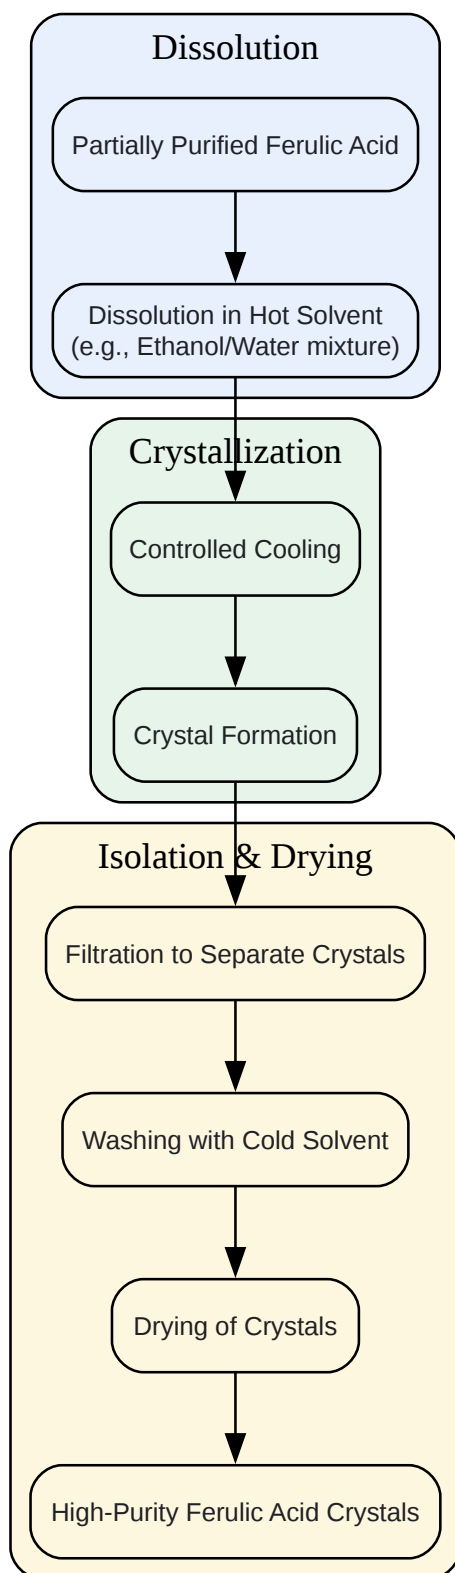 Dissolution
Partially Purified Ferulic Acid
Dissolution in Hot Solvent
(e.g., Ethanol/Water mixture)
Crystallization
Controlled Cooling
Crystal Formation
Isolation & Drying
Filtration to Separate Crystals
Washing with Cold Solvent
Drying of Crystals
High-Purity Ferulic Acid Crystals